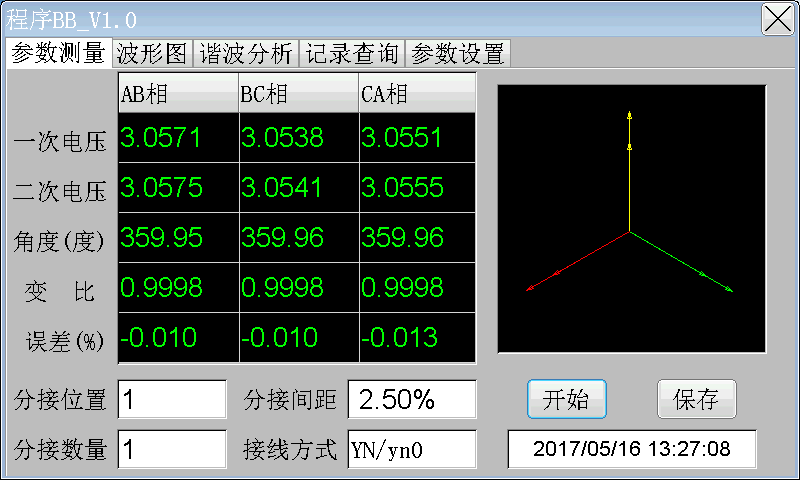 程序BB_V1.0
参数测量 波形图 谐波分析 记录查询 参数设置
AB相 BC相 CA相
一次电压 3.0571 3.0538 3.0551
二次电压 3.0575 3.0541 3.0555
角度(度) 359.95 359.96 359.96
变 比 0.9998 0.9998 0.9998
误差(%) -0.010 -0.010 -0.013
分接位置 1 分接间距 2.50% 开始 保存
分接数量 1 接线方式 YN/yn0 2017/05/16 13:27:08